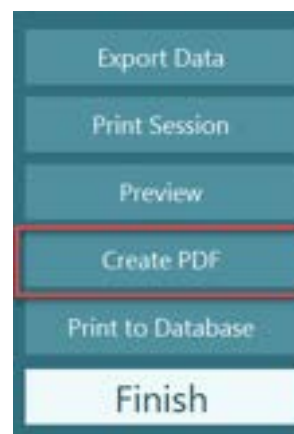 Export Data
Print Session
Preview
Create PDF
Print to Database
Finish